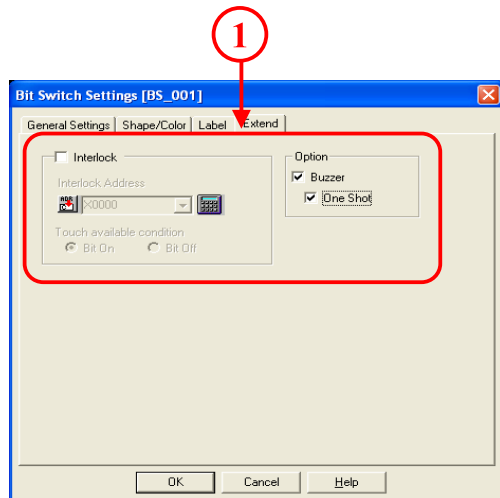 1
Bit Switch Settings [BS_001]
General Settings Shape/Color Label Extend
Interlock
Interlock Address
X0000
Touch available condition
Bit On Bit Off
Option
Buzzer
One Shot
OK Cancel Help